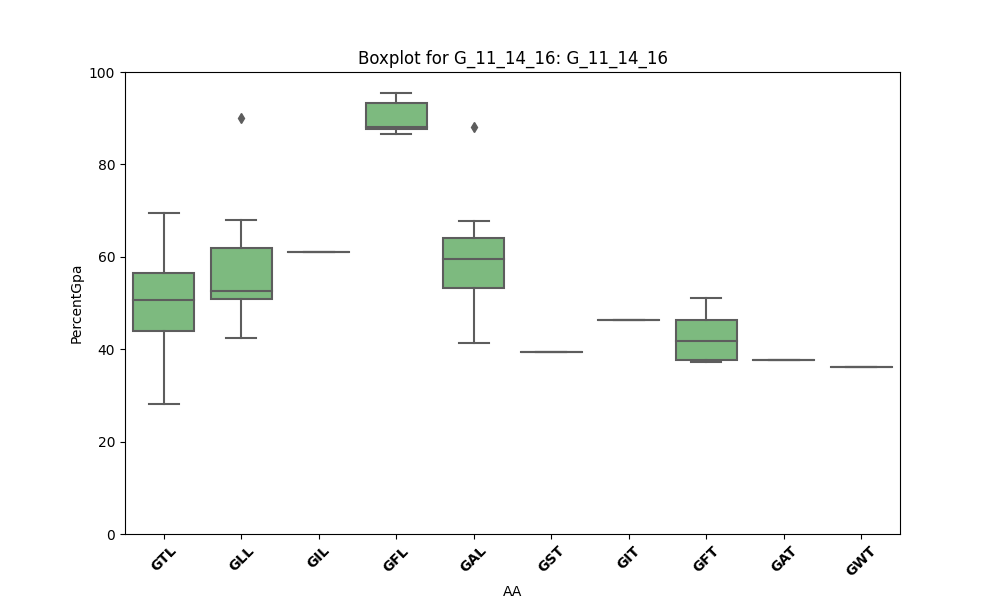 Boxplot for G_11_14_16: G_11_14_16
PercentGpa
100
80
60
40
20
0
GTL GLL GIL GFL GAL GST GIT GFT GAT GWT
AA